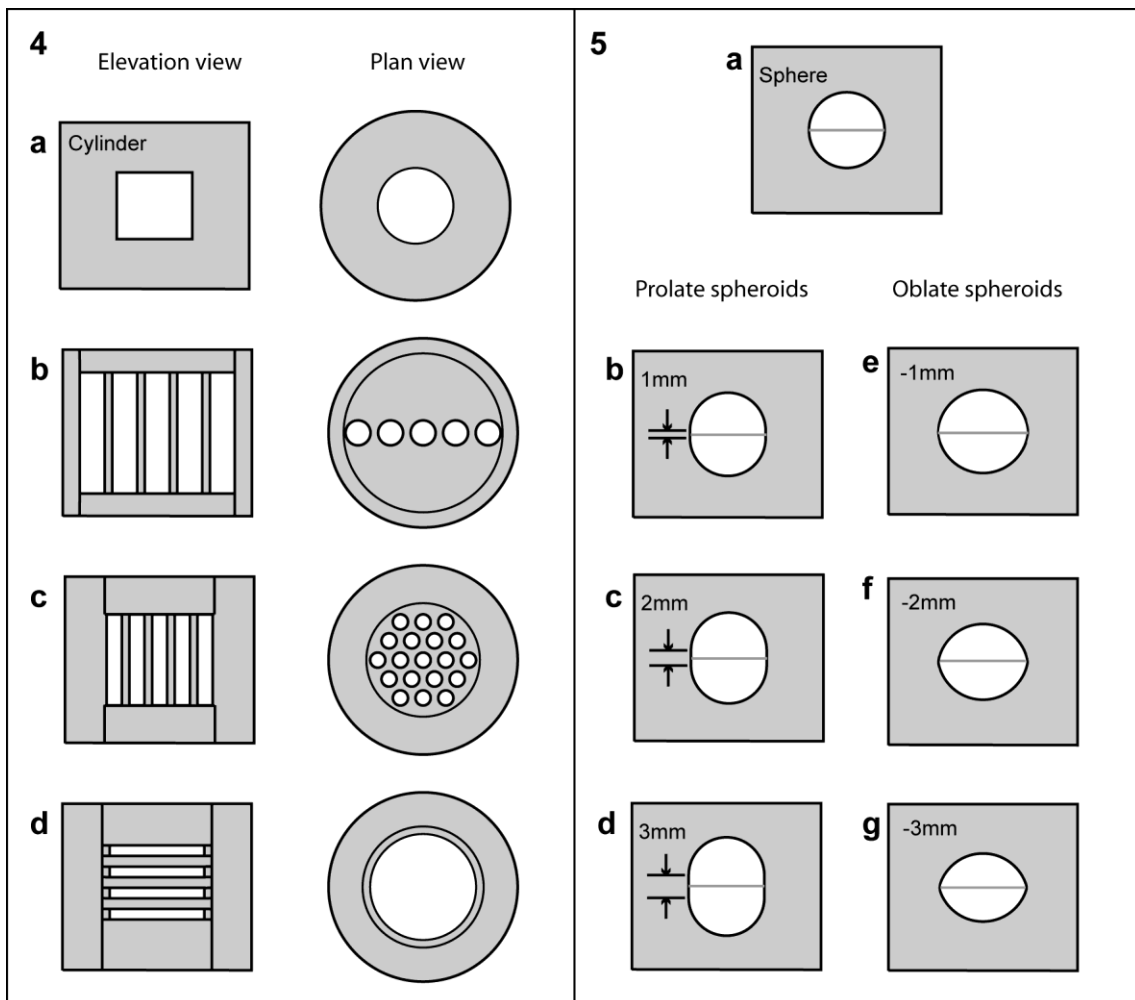 4
Elevation view
Plan view
a
Cylinder
b
c
d
5
a
Sphere
Prolate spheroids
Oblate spheroids
b
1mm
e
-1mm
c
2mm
f
-2mm
d
3mm
g
-3mm